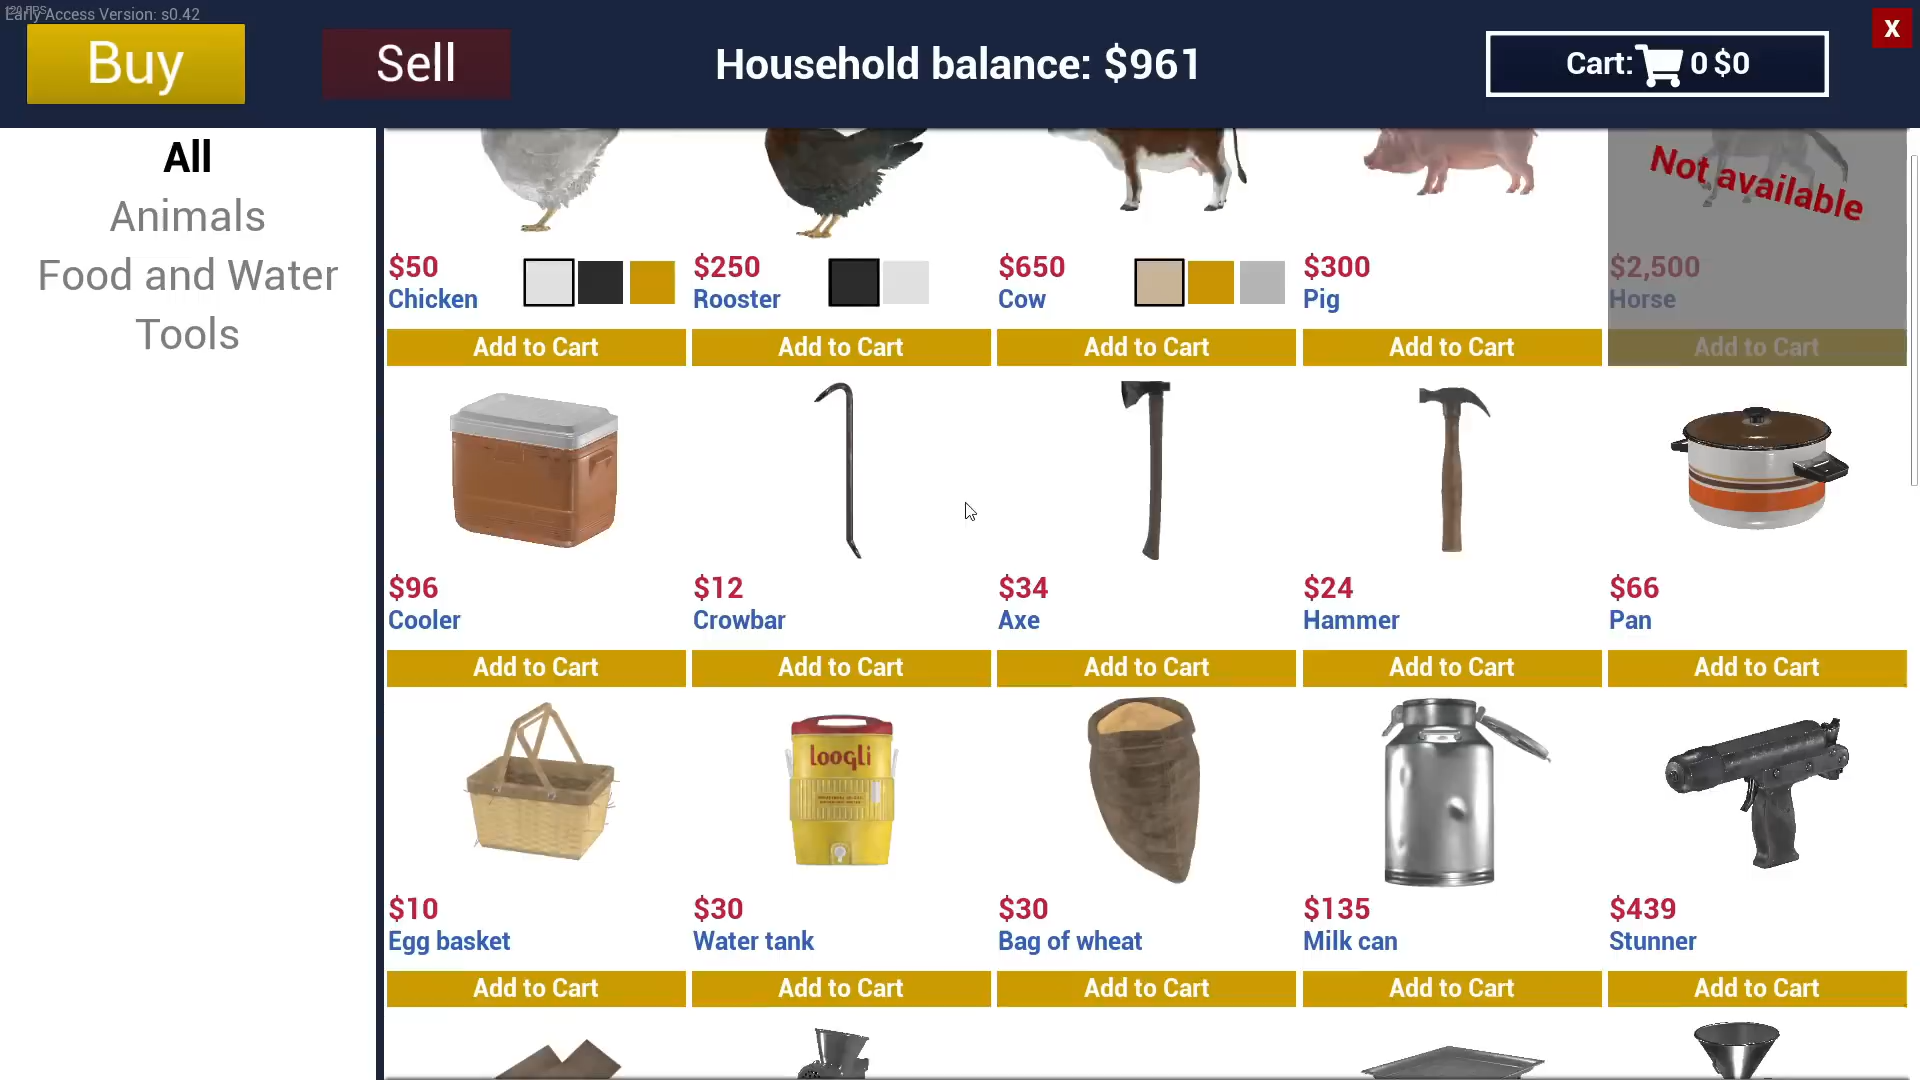 120 FPS
Early Access Version: s0.42
Buy
Sell
Household balance: $961
Cart: 0 $0
X
All
Animals
Food and Water
Tools
$50
Chicken
Add to Cart
$250
Rooster
Add to Cart
$650
Cow
Add to Cart
$300
Pig
Add to Cart
Not available
$2,500
Horse
Add to Cart
$96
Cooler
Add to Cart
$12
Crowbar
Add to Cart
$34
Axe
Add to Cart
$24
Hammer
Add to Cart
$66
Pan
Add to Cart
$10
Egg basket
Add to Cart
loogli
$30
Water tank
Add to Cart
$30
Bag of wheat
Add to Cart
$135
Milk can
Add to Cart
$439
Stunner
Add to Cart